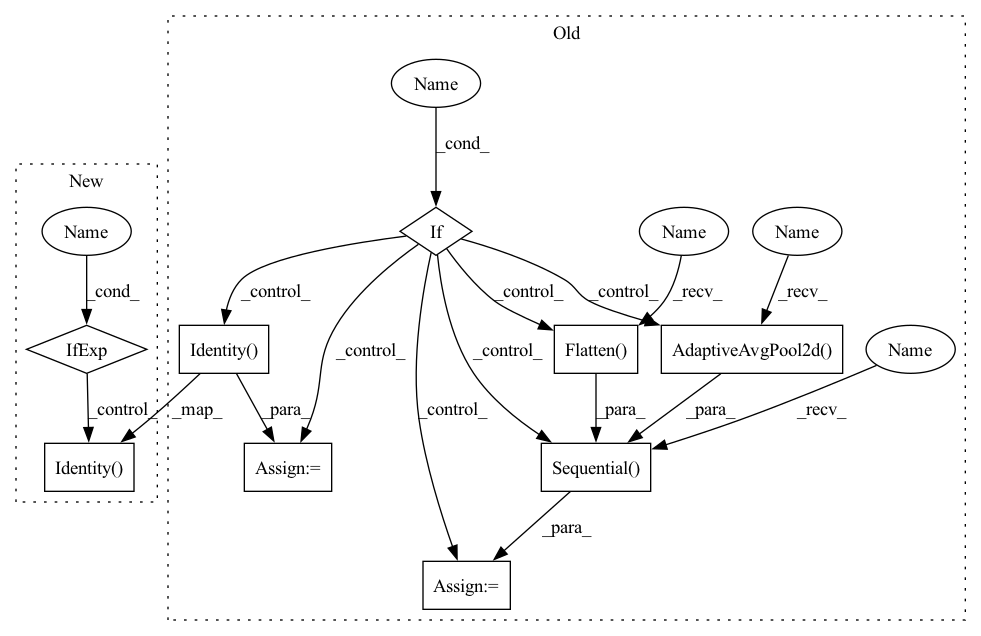 Old
Name
_cond_
New
Name
If
Name
Name
_cond_
_control_
_control_
_control_
_recv_
_recv_
IfExp
Identity()
_control_
_control_
Flatten()
AdaptiveAvgPool2d()
Name
_control_
_map_
_para_
control_
_para_
_para_
_recv_
Identity()
Assign:=
Sequential()
_para_
Assign:=